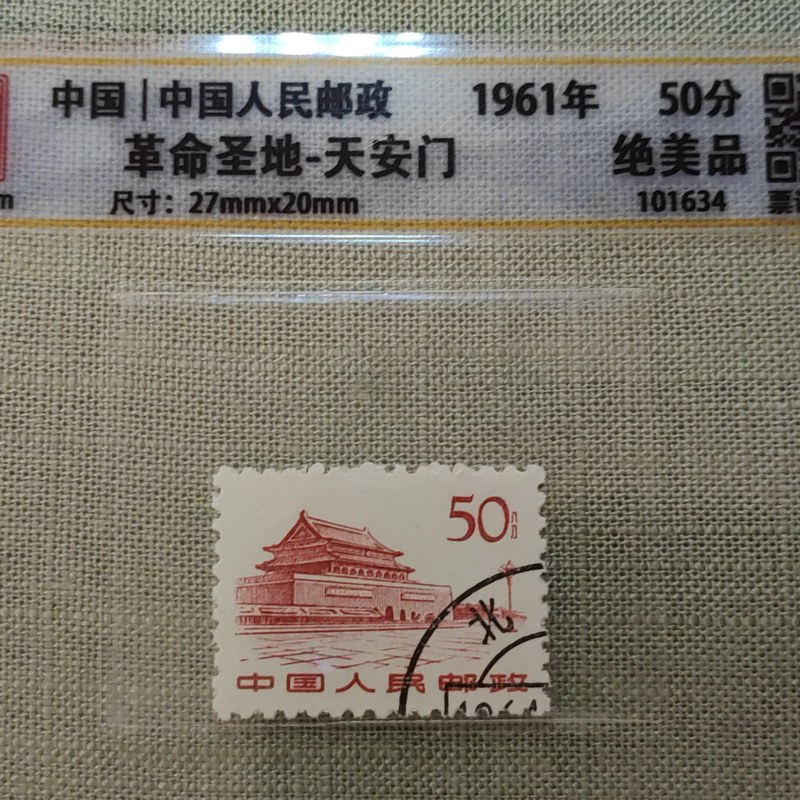 中国|中国人民邮政 1961年 50分
革命圣地-天安门 绝美品
尺寸：27mmx20mm 101634
50分
北
中国人民邮政